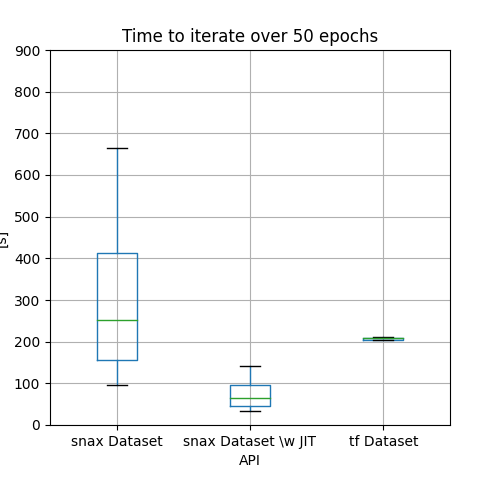 Time to iterate over 50 epochs
900
800
700
600
500
400
300
200
100
0
[s]
snax Dataset
snax Dataset \w JIT
tf Dataset
API